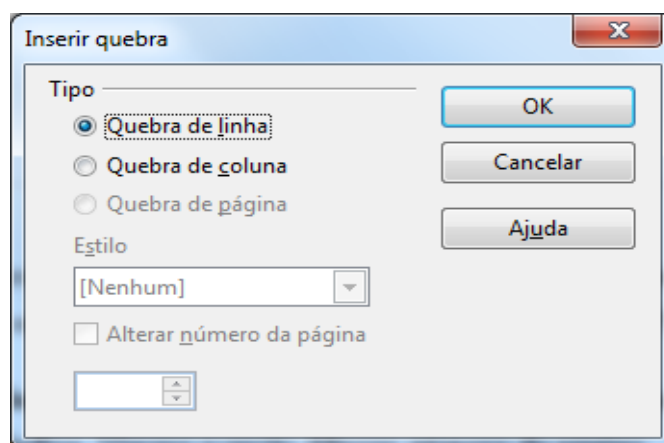 Inserir quebra
Tipo
Quebra de linha
Quebra de coluna
Quebra de página
Estilo
[Nenhum]
Alterar número da página
OK
Cancelar
Ajuda